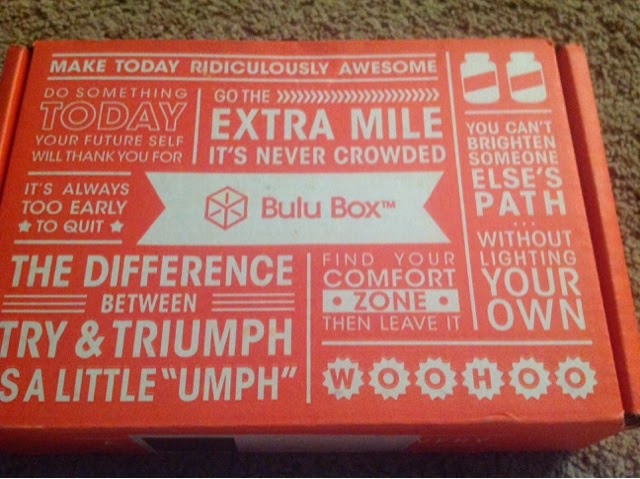 MAKE TODAY RIDICULOUSLY AWESOME
DO SOMETHING
TODAY
YOUR FUTURE SELF
WILL THANK YOU FOR
GO THE
EXTRA MILE
IT'S NEVER CROWDED
YOU CAN'T
BRIGHTEN
SOMEONE
ELSE'S
PATH
...
WITHOUT
LIGHTING
YOUR
OWN
IT'S ALWAYS
TOO EARLY
★ TO QUIT ★
Bulu Box™
THE DIFFERENCE
BETWEEN
TRY & TRIUMPH
S A LITTLE "UMPH"
FIND YOUR
COMFORT
• ZONE •
THEN LEAVE IT
WOOHOO